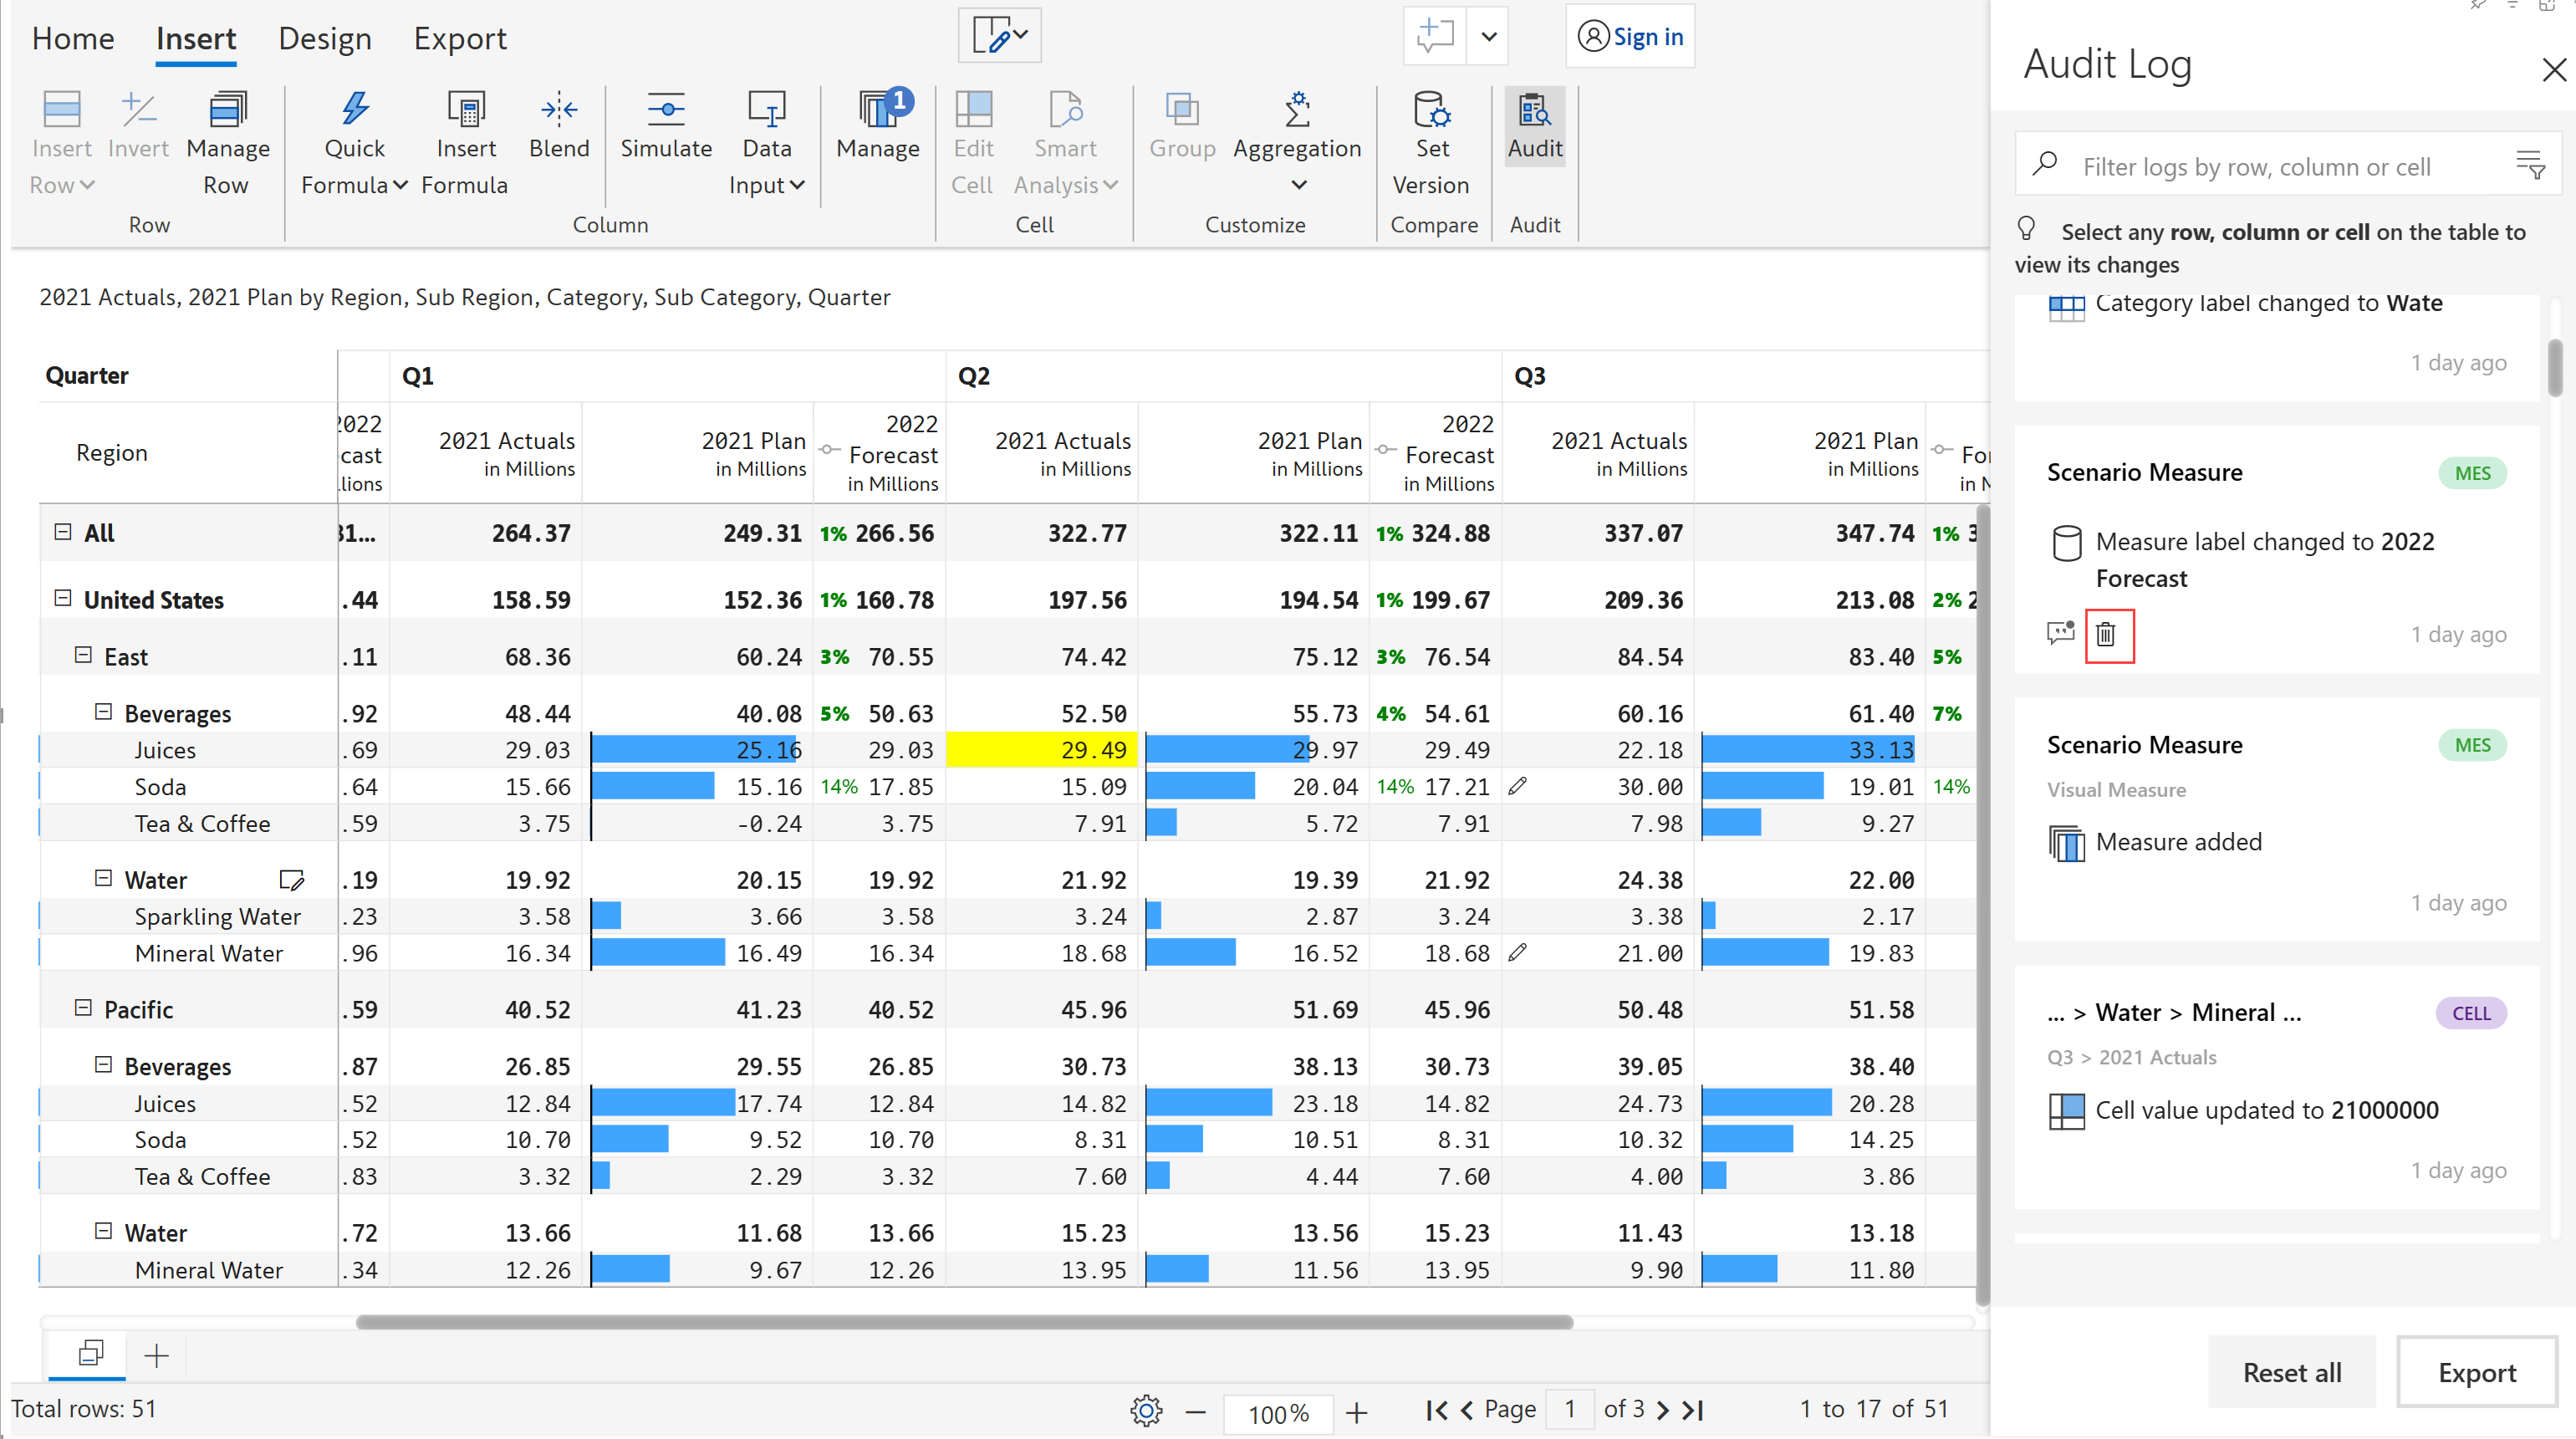 Home Insert Design Export Sign in
Insert Row Invert Manage Row Quick Formula Insert Formula Blend Simulate Data Input Manage 1 Edit Cell Smart Analysis Group Aggregation Set Version Audit
Row Column Cell Customize Compare Audit
2021 Actuals, 2021 Plan by Region, Sub Region, Category, Sub Category, Quarter
Quarter Q1 Q2 Q3
Region 2021 Actuals in Millions 2021 Plan in Millions 2022 Forecast in Millions 2021 Actuals in Millions 2021 Plan in Millions 2022 Forecast in Millions 2021 Actuals in Millions 2021 Plan in Millions
All 264.37 249.31 1% 266.56 322.77 322.11 1% 324.88 337.07 347.74 1%
United States .44 158.59 152.36 1% 160.78 197.56 194.54 1% 199.67 209.36 213.08 2%
East .11 68.36 60.24 3% 70.55 74.42 75.12 3% 76.54 84.54 83.40 5%
Beverages .92 48.44 40.08 5% 50.63 52.50 55.73 4% 54.61 60.16 61.40 7%
Juices .69 29.03 25.16 29.03 29.49 29.97 29.49 22.18 33.13
Soda .64 15.66 15.16 14% 17.85 15.09 20.04 14% 17.21 30.00 19.01 14%
Tea & Coffee .59 3.75 -0.24 3.75 7.91 5.72 7.91 7.98 9.27
Water .19 19.92 20.15 19.92 21.92 19.39 21.92 24.38 22.00
Sparkling Water .23 3.58 3.66 3.58 3.24 2.87 3.24 3.38 2.17
Mineral Water .96 16.34 16.49 16.34 18.68 16.52 18.68 21.00 19.83
Pacific .59 40.52 41.23 40.52 45.96 51.69 45.96 50.48 51.58
Beverages .87 26.85 29.55 26.85 30.73 38.13 30.73 39.05 38.40
Juices .52 12.84 17.74 12.84 14.82 23.18 14.82 24.73 20.28
Soda .52 10.70 9.52 10.70 8.31 10.51 8.31 10.32 14.25
Tea & Coffee .83 3.32 2.29 3.32 7.60 4.44 7.60 4.00 3.86
Water .72 13.66 11.68 13.66 15.23 13.56 15.23 11.43 13.18
Mineral Water .34 12.26 9.67 12.26 13.95 11.56 13.95 9.90 11.80
Total rows: 51 100% Page 1 of 3 1 to 17 of 51
Audit Log
Filter logs by row, column or cell
Select any row, column or cell on the table to
view its changes
Category label changed to Wate
1 day ago
Scenario Measure MES
Measure label changed to 2022
Forecast
1 day ago
Scenario Measure MES
Visual Measure
Measure added
1 day ago
... > Water > Mineral ... CELL
Q3 > 2021 Actuals
Cell value updated to 21000000
1 day ago
Reset all Export